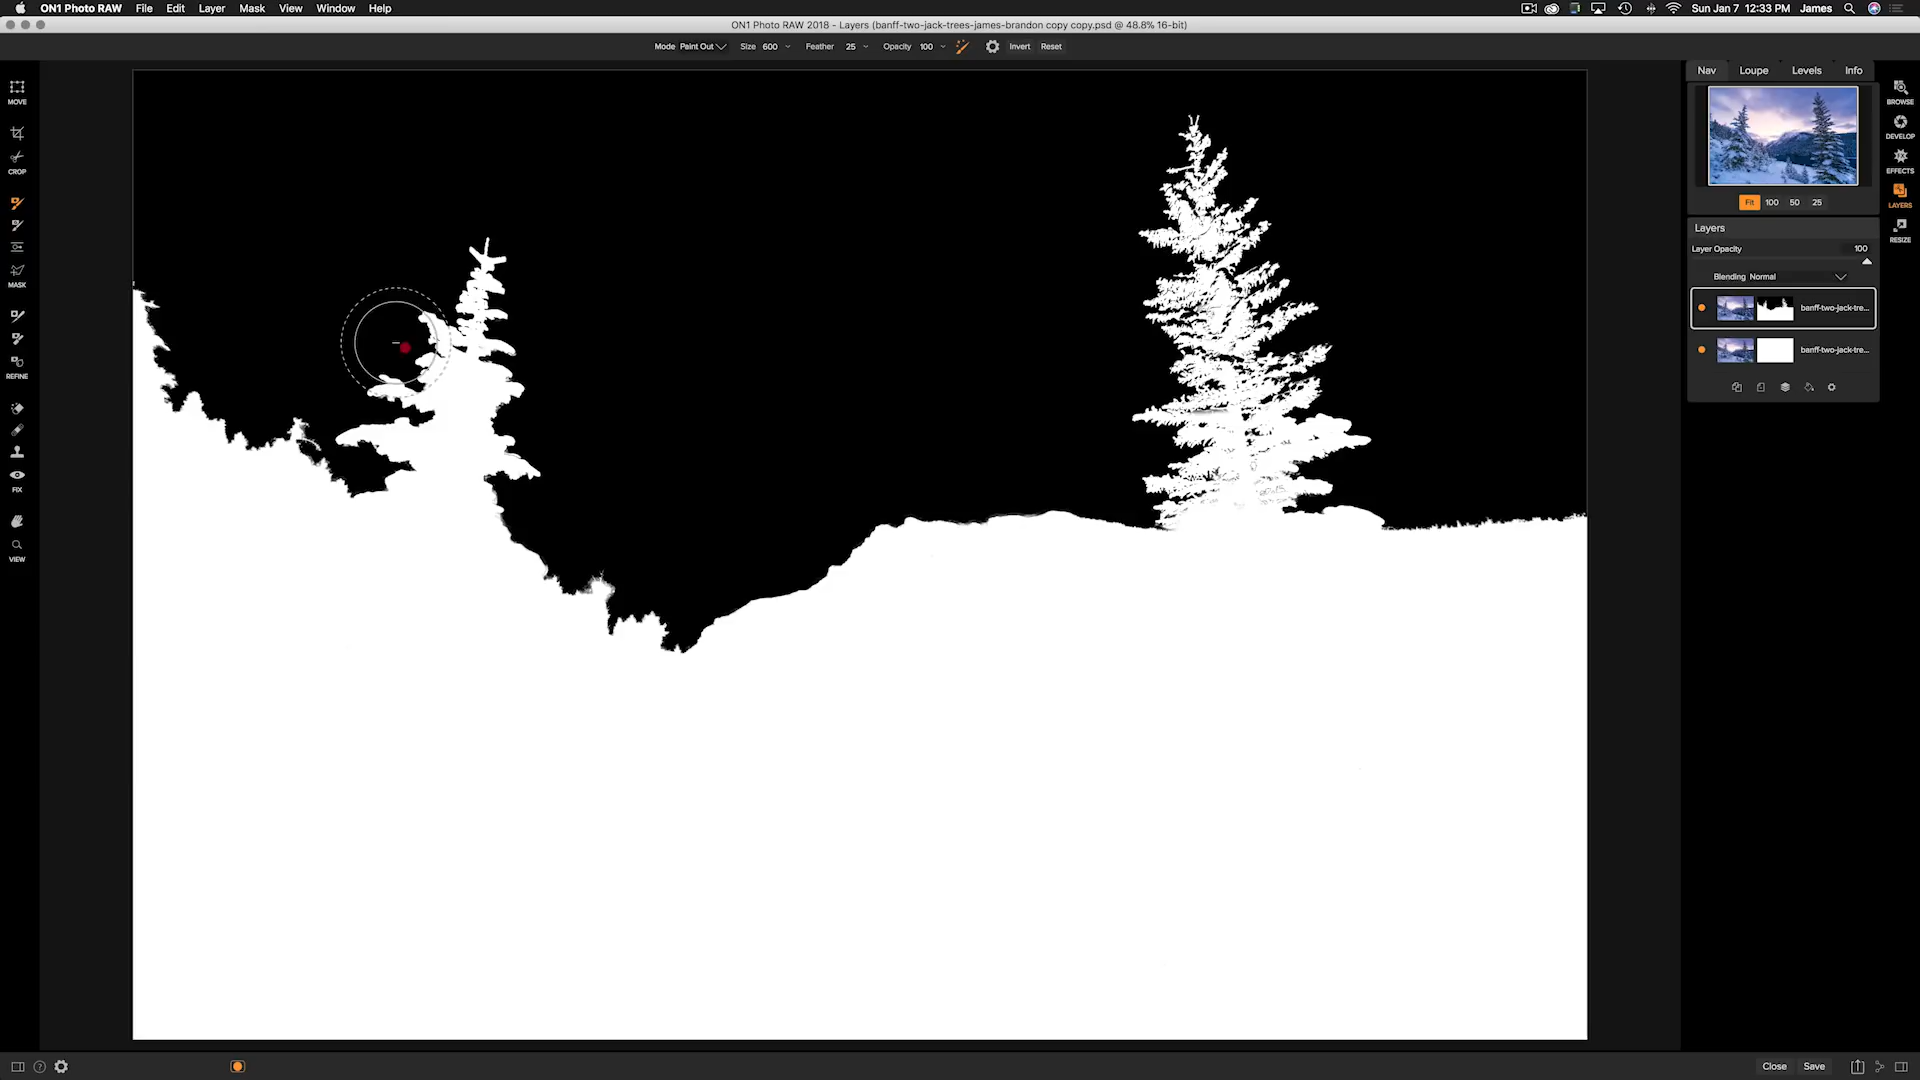 ON1 Photo RAW File Edit Layer Mask View Window Help Sun Jan 7 12:33 PM James
ON1 Photo RAW 2018 - Layers (banff-two-jack-trees-james-brandon copy copy.psd @ 48.8% 16-bit)
Mode Paint Out Size 600 Feather 25 Opacity 100 Invert Reset
Nav Loupe Levels Info
MOVE
CROP
MASK
REFINE
FIX
VIEW
BROWSE
DEVELOP
EFFECTS
LAYERS
RESIZE
Fit 100 50 25
Layers
Layer Opacity 100
Blending Normal
banff-two-jack-tre...
banff-two-jack-tre...
Close Save